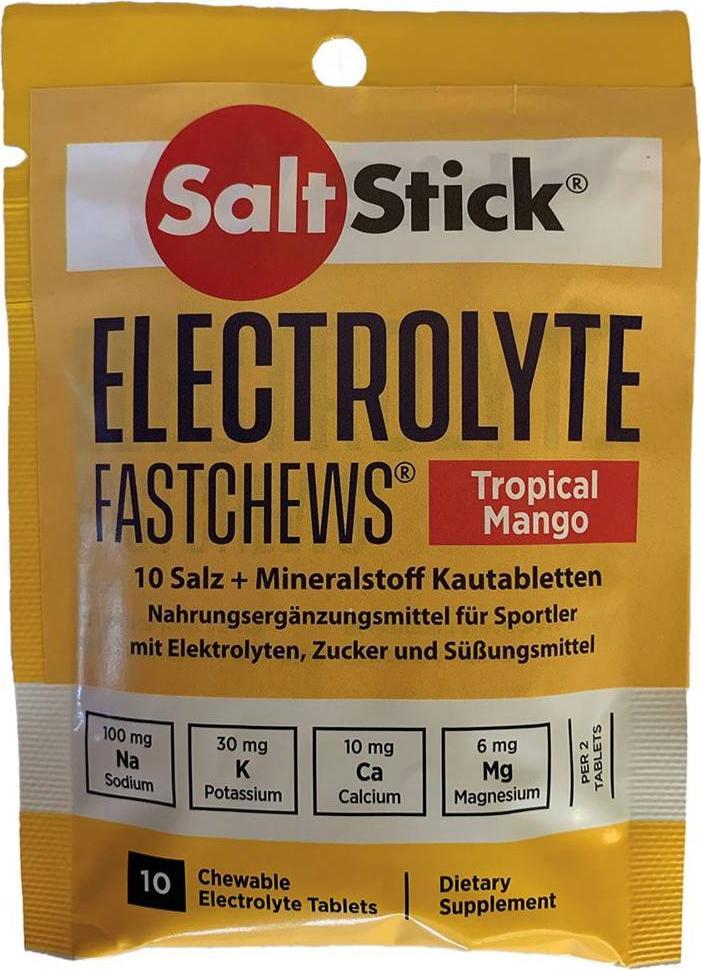 SaltStick®
ELECTROLYTE
FASTCHEWS®
Tropical
Mango
10 Salz + Mineralstoff Kautabletten
Nahrungsergänzungsmittel für Sportler
mit Elektrolyten, Zucker und Süßungsmittel
100 mg
Na
Sodium
30 mg
K
Potassium
10 mg
Ca
Calcium
6 mg
Mg
Magnesium
PER 2
TABLETS
10
Chewable
Electrolyte Tablets
Dietary
Supplement